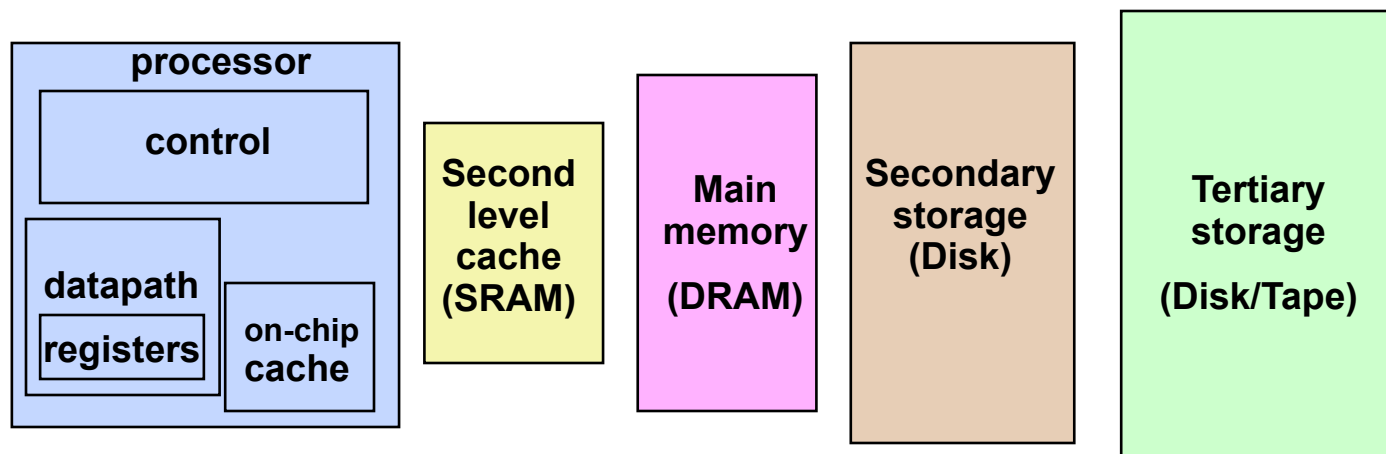 processor
control
datapath
registers
on-chip
cache
Second
level
cache
(SRAM)
Main
memory
(DRAM)
Secondary
storage
(Disk)
Tertiary
storage
(Disk/Tape)